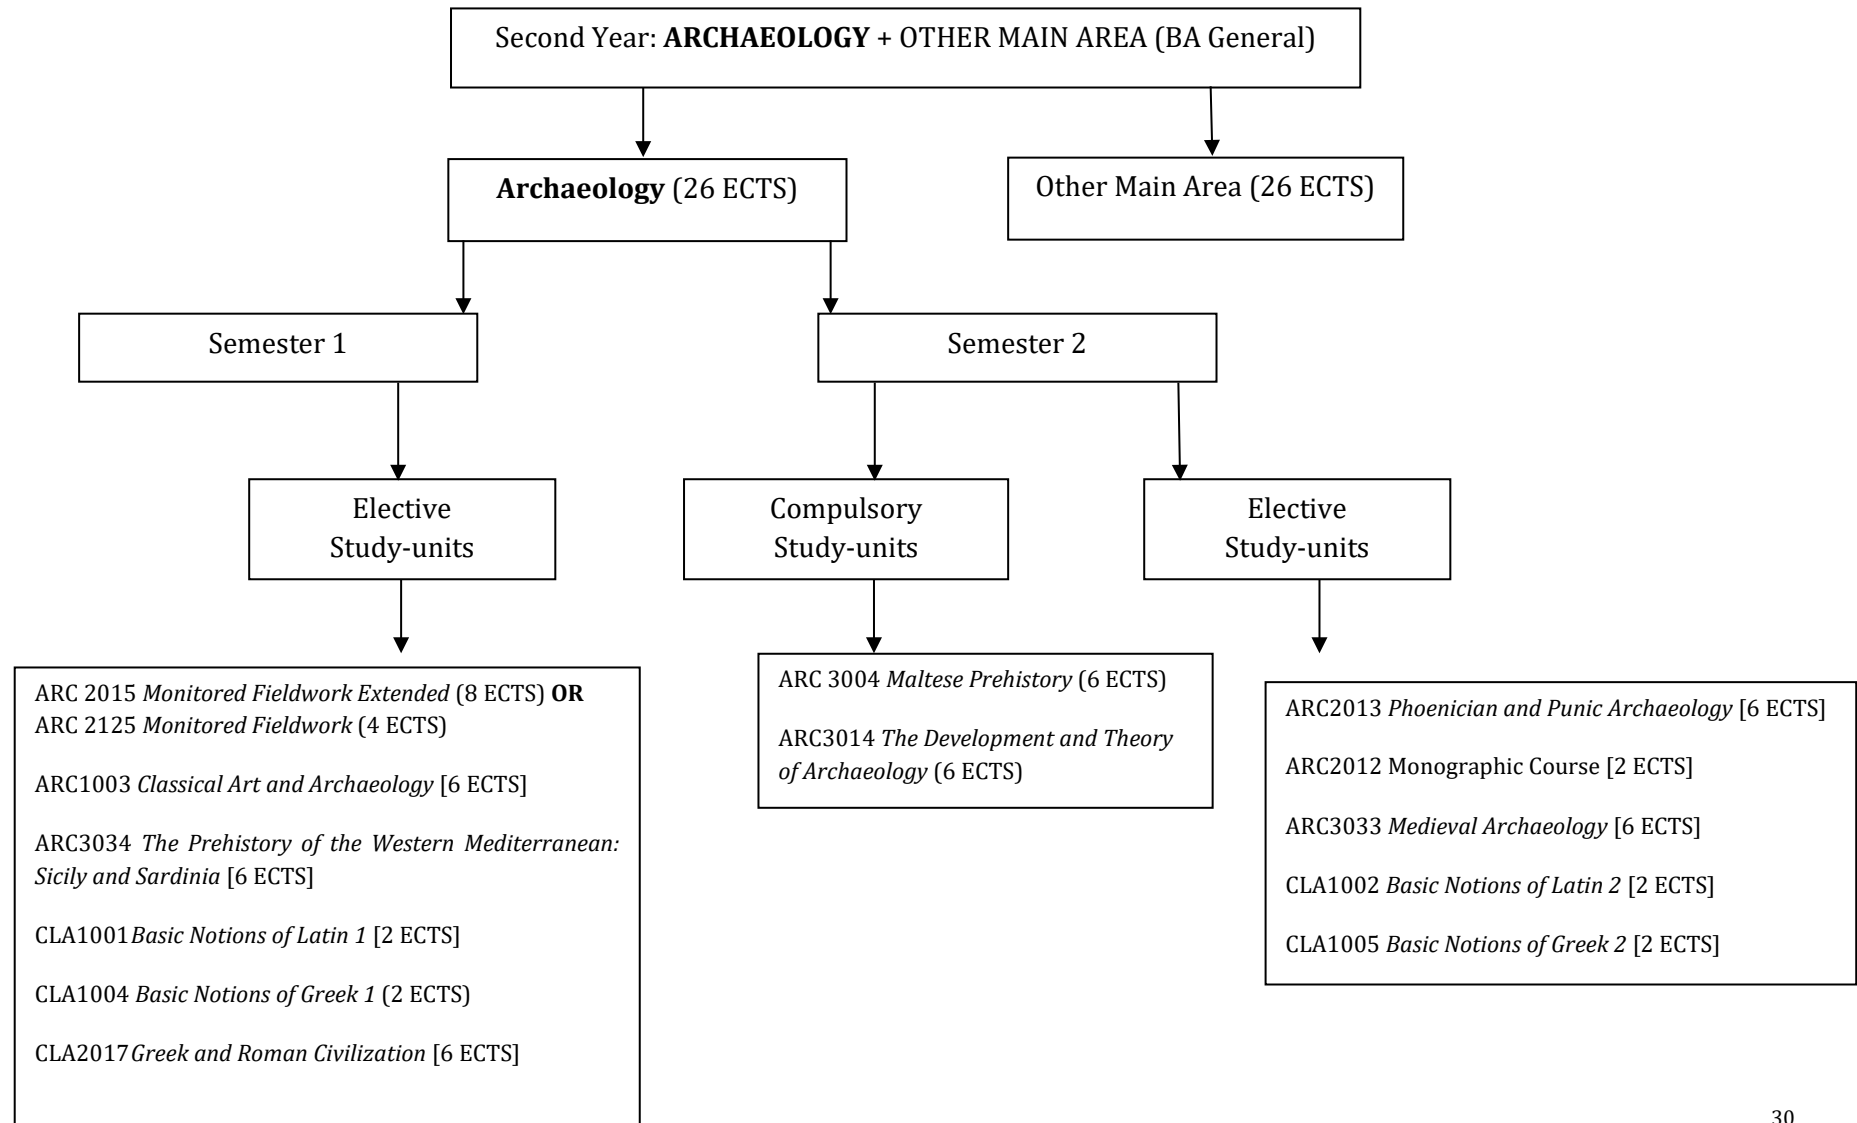 Second Year: ARCHAEOLOGY + OTHER MAIN AREA (BA General)
Archaeology (26 ECTS)
Other Main Area (26 ECTS)
Semester 1
Semester 2
Elective
Study-units
Compulsory
Study-units
Elective
Study-units
ARC 2015 Monitored Fieldwork Extended (8 ECTS) OR
ARC 2125 Monitored Fieldwork (4 ECTS)
ARC1003 Classical Art and Archaeology [6 ECTS]
ARC3034 The Prehistory of the Western Mediterranean:
Sicily and Sardinia [6 ECTS]
CLA1001Basic Notions of Latin 1 [2 ECTS]
CLA1004 Basic Notions of Greek 1 (2 ECTS)
CLA2017Greek and Roman Civilization [6 ECTS]
ARC 3004 Maltese Prehistory (6 ECTS)
ARC3014 The Development and Theory
of Archaeology (6 ECTS)
ARC2013 Phoenician and Punic Archaeology [6 ECTS]
ARC2012 Monographic Course [2 ECTS]
ARC3033 Medieval Archaeology [6 ECTS]
CLA1002 Basic Notions of Latin 2 [2 ECTS]
CLA1005 Basic Notions of Greek 2 [2 ECTS]
30